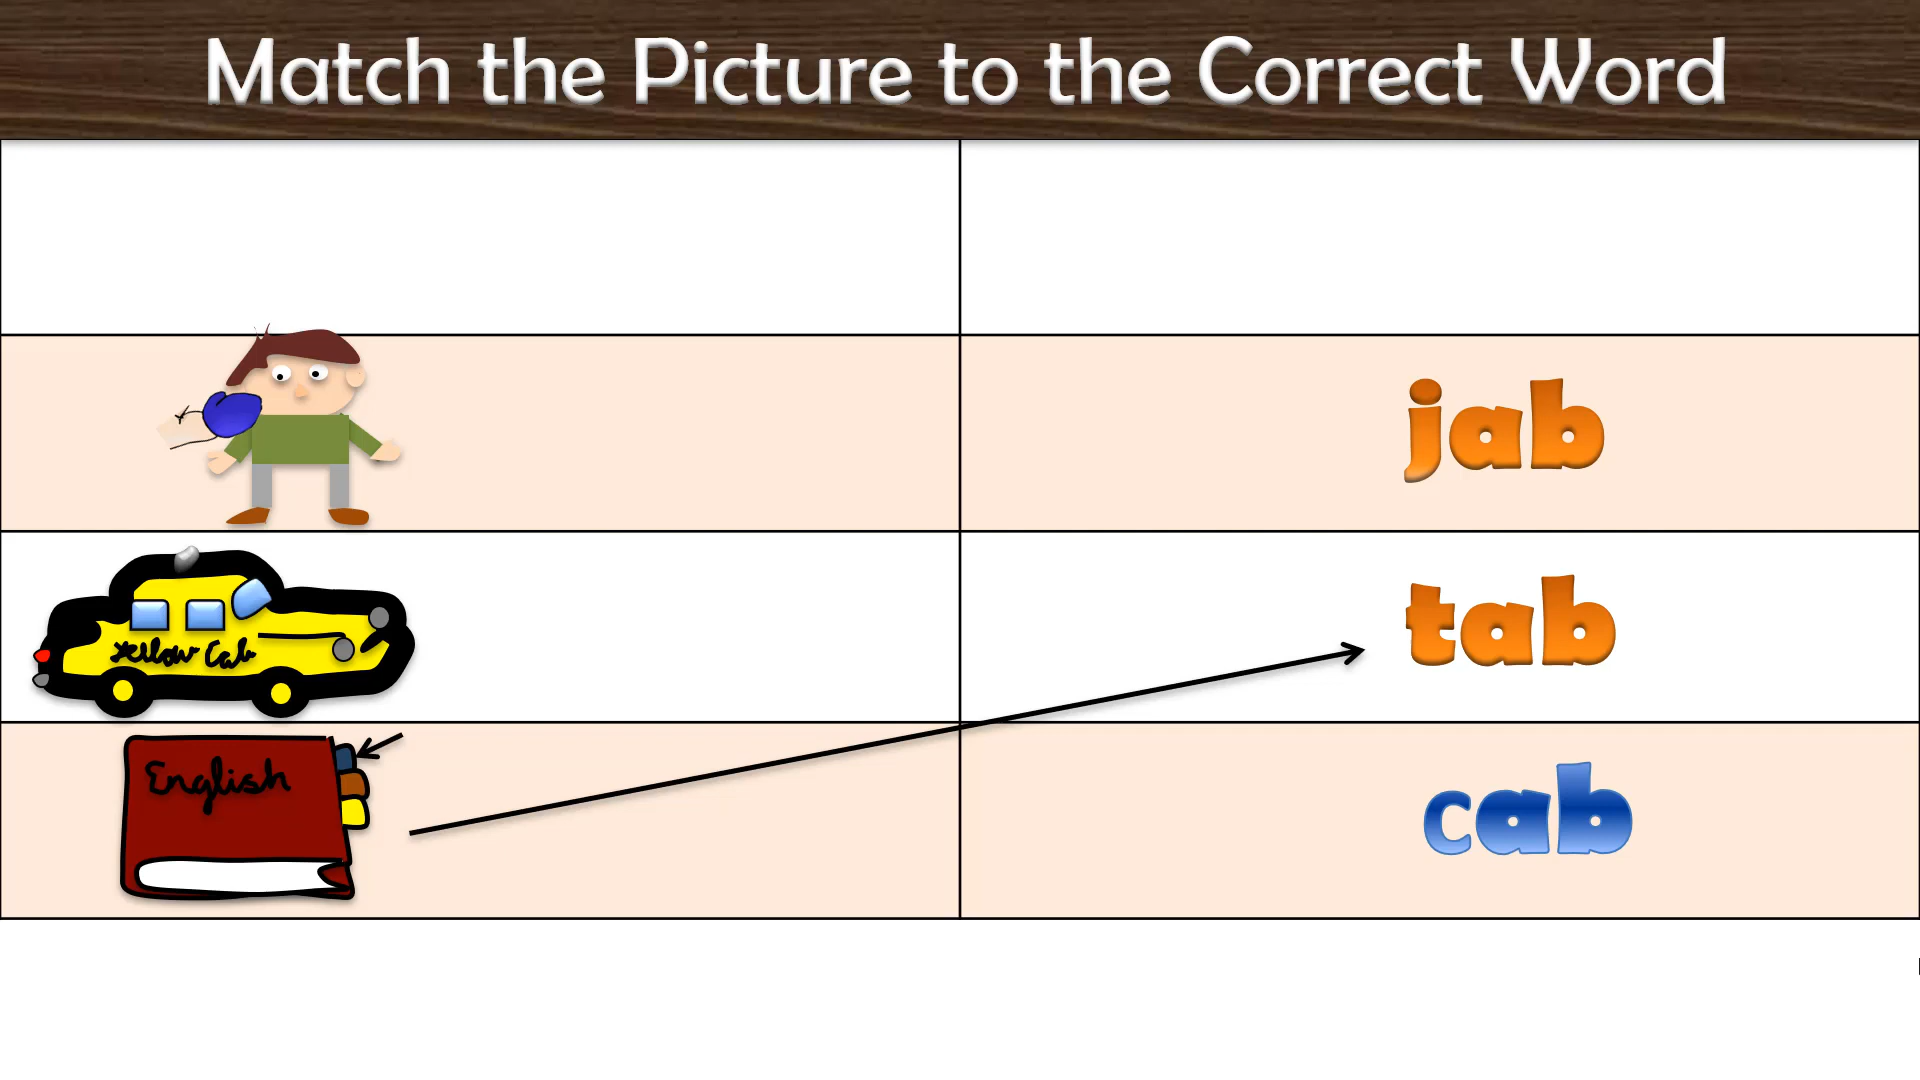 Match the Picture to the Correct Word
jab
Yellow Cab
tab
English
cab